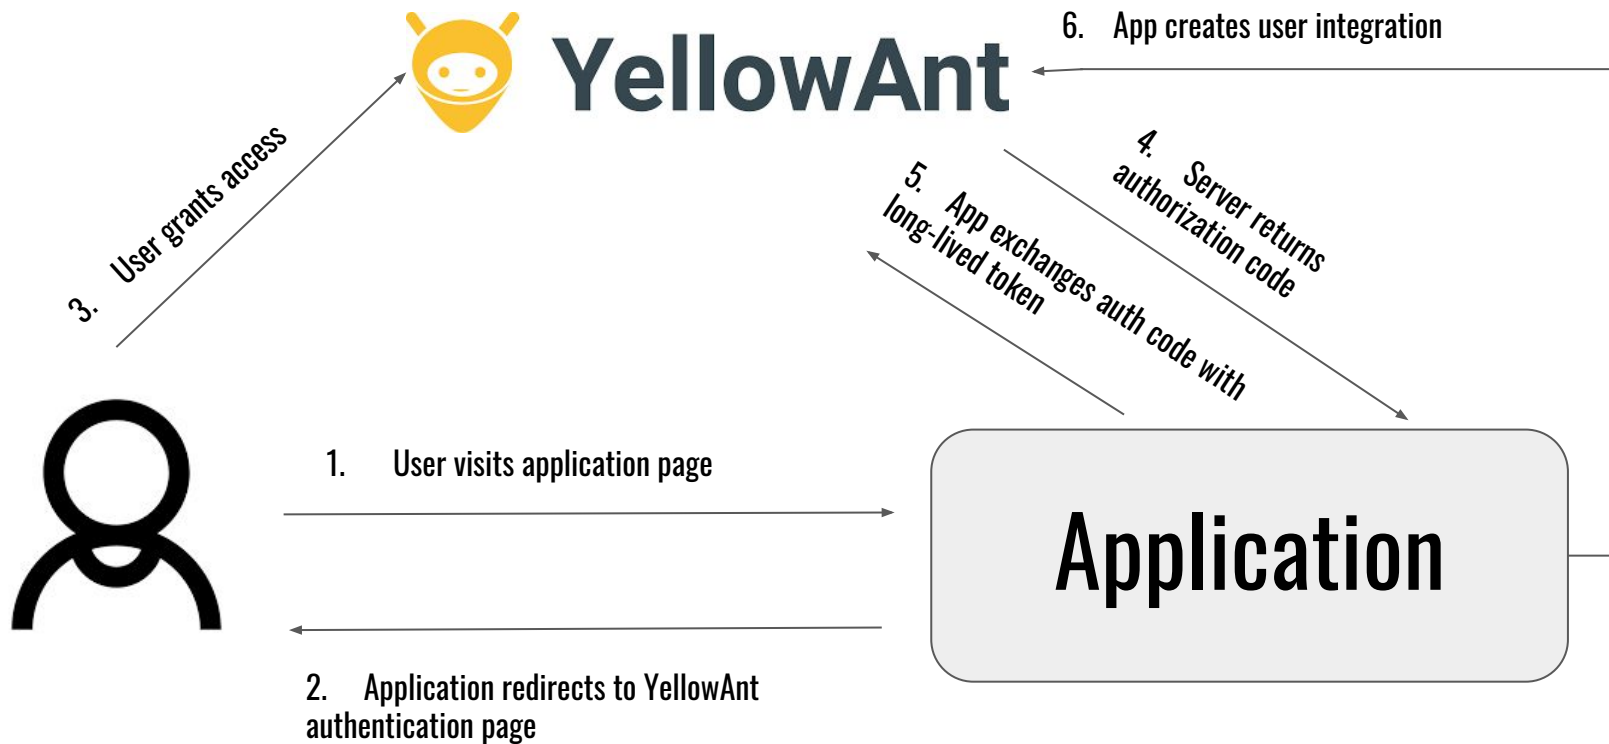 YellowAnt
6. App creates user integration
3. User grants access
4. Server returns
authorization code
5. App exchanges auth code with
long-lived token
1. User visits application page
Application
2. Application redirects to YellowAnt
authentication page